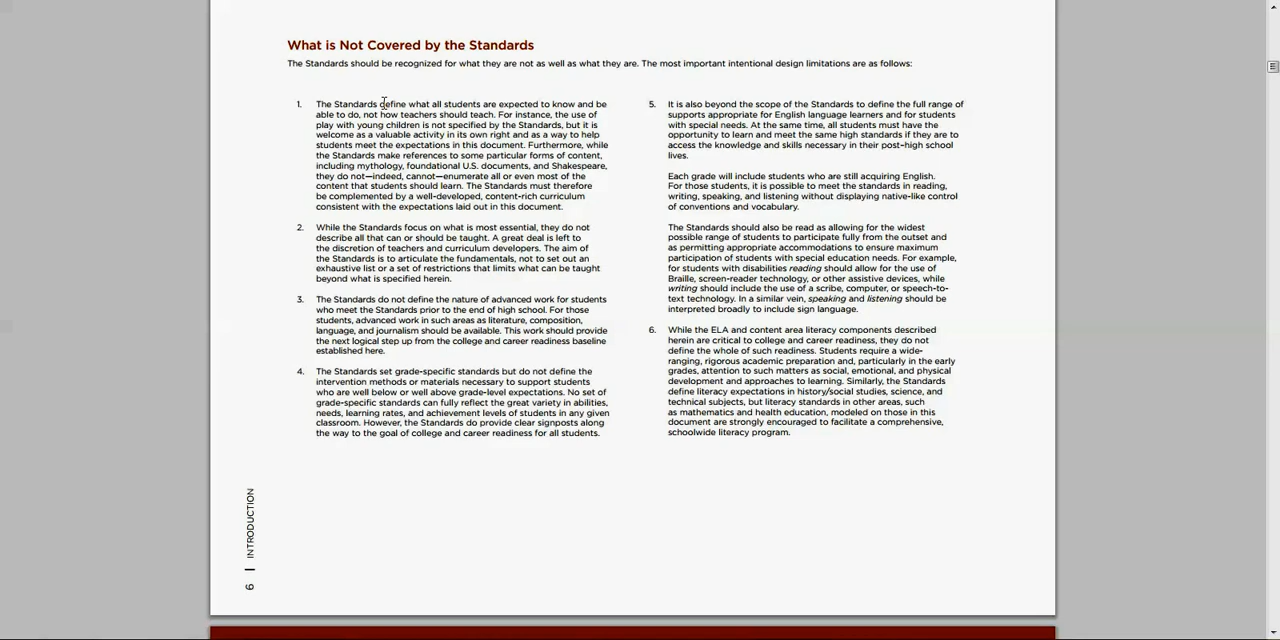 What is Not Covered by the Standards
The Standards should be recognized for what they are not as well as what they are. The most important intentional design limitations are as follows:
1. The Standards define what all students are expected to know and be
able to do, not how teachers should teach. For instance, the use of
play with young children is not specified by the Standards, but it is
welcome as a valuable activity in its own right and as a way to help
students meet the expectations in this document. Furthermore, while
the Standards make references to some particular forms of content,
including mythology, foundational U.S. documents, and Shakespeare,
they do not—indeed, cannot—enumerate all or even most of the
content that students should learn. The Standards must therefore
be complemented by a well-developed, content-rich curriculum
consistent with the expectations laid out in this document.
2. While the Standards focus on what is most essential, they do not
describe all that can or should be taught. A great deal is left to
the discretion of teachers and curriculum developers. The aim of
the Standards is to articulate the fundamentals, not to set out an
exhaustive list or a set of restrictions that limits what can be taught
beyond what is specified herein.
3. The Standards do not define the nature of advanced work for students
who meet the Standards prior to the end of high school. For those
students, advanced work in such areas as literature, composition,
language, and journalism should be available. This work should provide
the next logical step up from the college and career readiness baseline
established here.
4. The Standards set grade-specific standards but do not define the
intervention methods or materials necessary to support students
who are well below or well above grade-level expectations. No set of
grade-specific standards can fully reflect the great variety in abilities,
needs, learning rates, and achievement levels of students in any given
classroom. However, the Standards do provide clear signposts along
the way to the goal of college and career readiness for all students.
5. It is also beyond the scope of the Standards to define the full range of
supports appropriate for English language learners and for students
with special needs. At the same time, all students must have the
opportunity to learn and meet the same high standards if they are to
access the knowledge and skills necessary in their post-high school
lives.
Each grade will include students who are still acquiring English.
For those students, it is possible to meet the standards in reading,
writing, speaking, and listening without displaying native-like control
of conventions and vocabulary.
The Standards should also be read as allowing for the widest
possible range of students to participate fully from the outset and
as permitting appropriate accommodations to ensure maximum
participation of students with special education needs. For example,
for students with disabilities reading should allow for the use of
Braille, screen-reader technology, or other assistive devices, while
writing should include the use of a scribe, computer, or speech-to-
text technology. In a similar vein, speaking and listening should be
interpreted broadly to include sign language.
6. While the ELA and content area literacy components described
herein are critical to college and career readiness, they do not
define the whole of such readiness. Students require a wide-
ranging, rigorous academic preparation and, particularly in the early
grades, attention to such matters as social, emotional, and physical
development and approaches to learning. Similarly, the Standards
define literacy expectations in history/social studies, science, and
technical subjects, but literacy standards in other areas, such
as mathematics and health education, modeled on those in this
document are strongly encouraged to facilitate a comprehensive,
schoolwide literacy program.
6 | INTRODUCTION